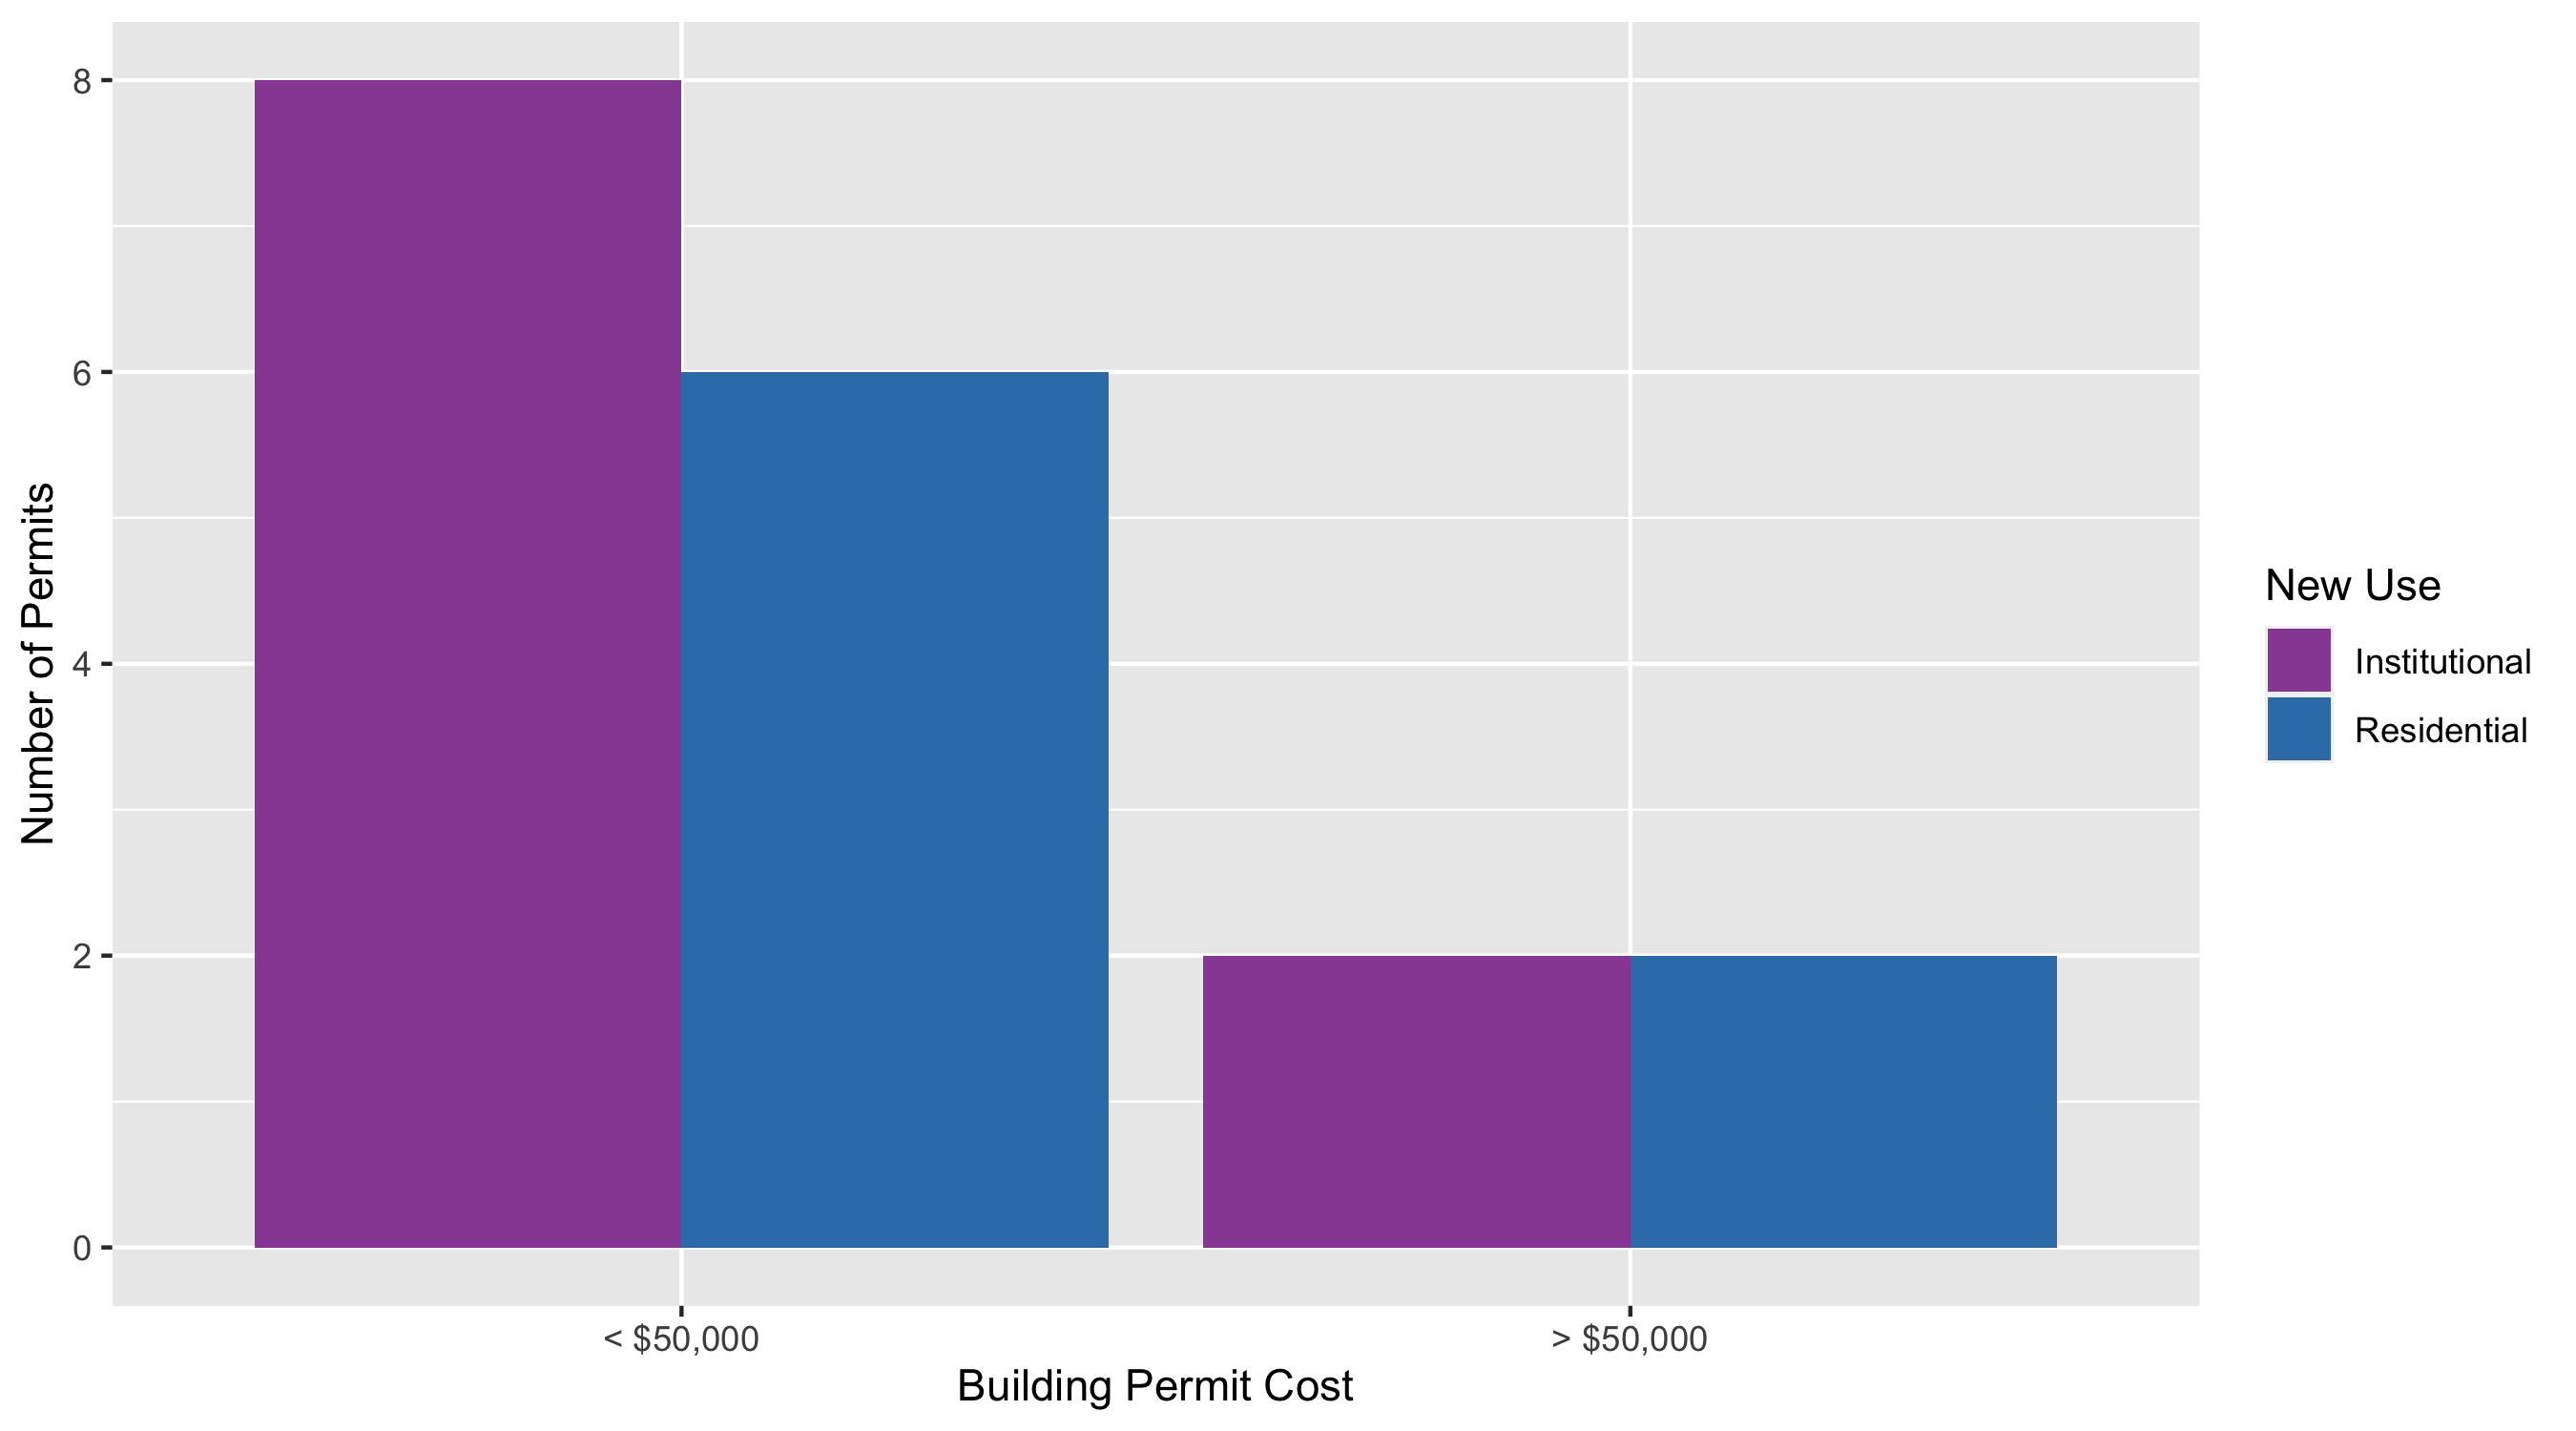 Number of Permits
8
6
4
2
0
< $50,000
> $50,000
Building Permit Cost
New Use
Institutional
Residential